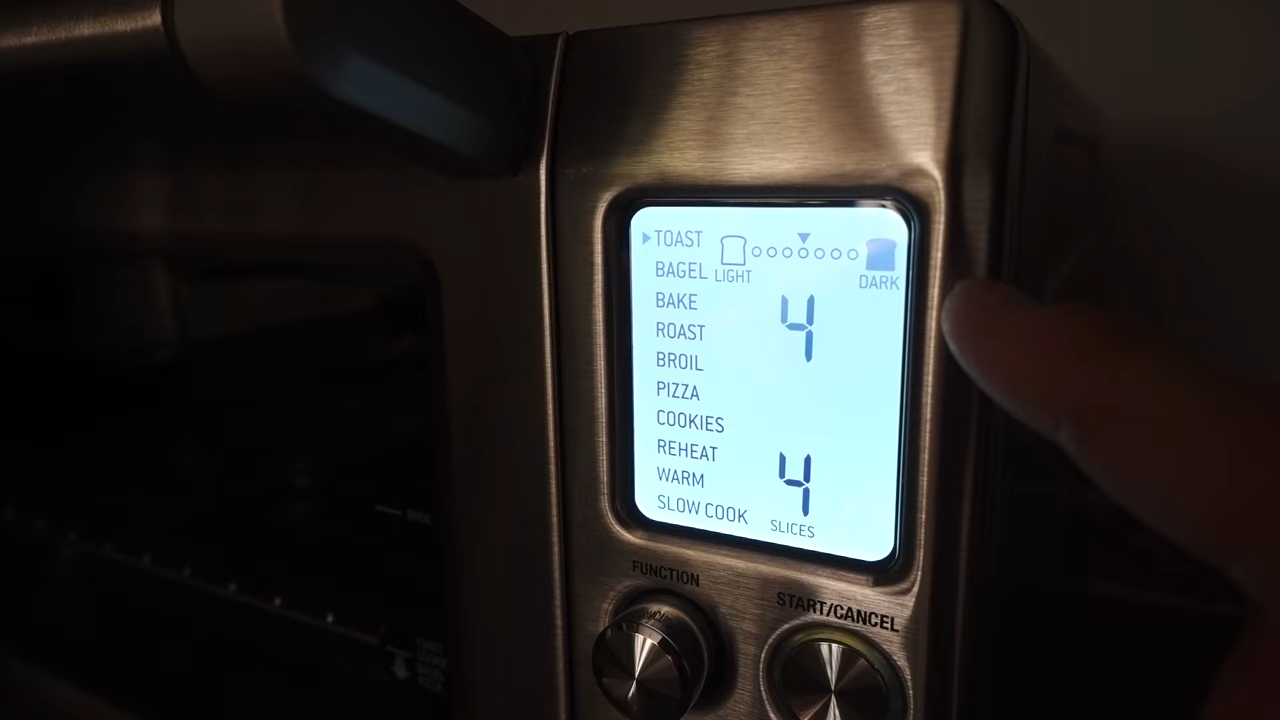 TOAST
BAGEL
LIGHT
DARK
BAKE
4
ROAST
BROIL
PIZZA
COOKIES
REHEAT
WARM
4
SLOW COOK
SLICES
FUNCTION
START/CANCEL